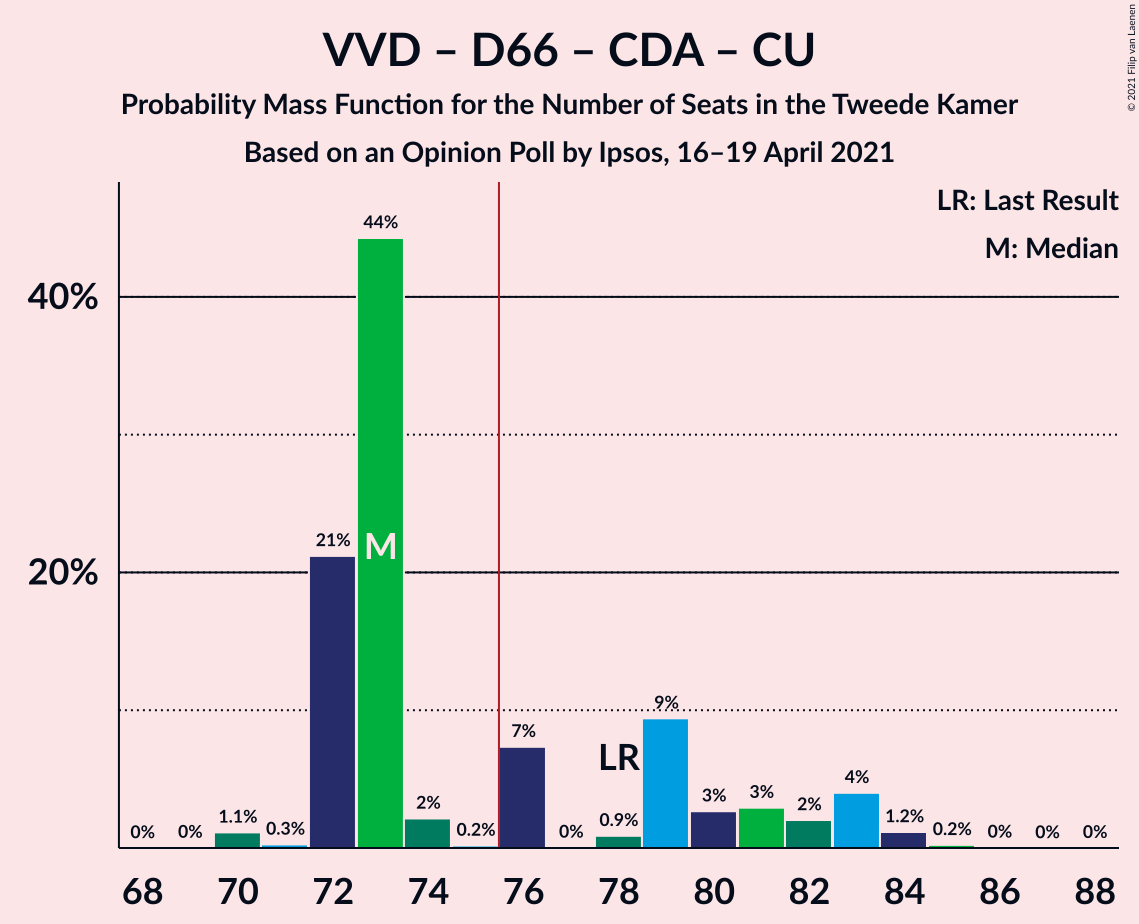 VVD – D66 – CDA – CU
Probability Mass Function for the Number of Seats in the Tweede Kamer
Based on an Opinion Poll by Ipsos, 16–19 April 2021
© 2021 Filip van Laenen
LR: Last Result
M: Median
40%
20%
0%
0%
1.1%
0.3%
21%
44%
M
2%
0.2%
7%
0%
LR
0.9%
9%
3%
3%
2%
4%
1.2%
0.2%
0%
0%
0%
68 70 72 74 76 78 80 82 84 86 88